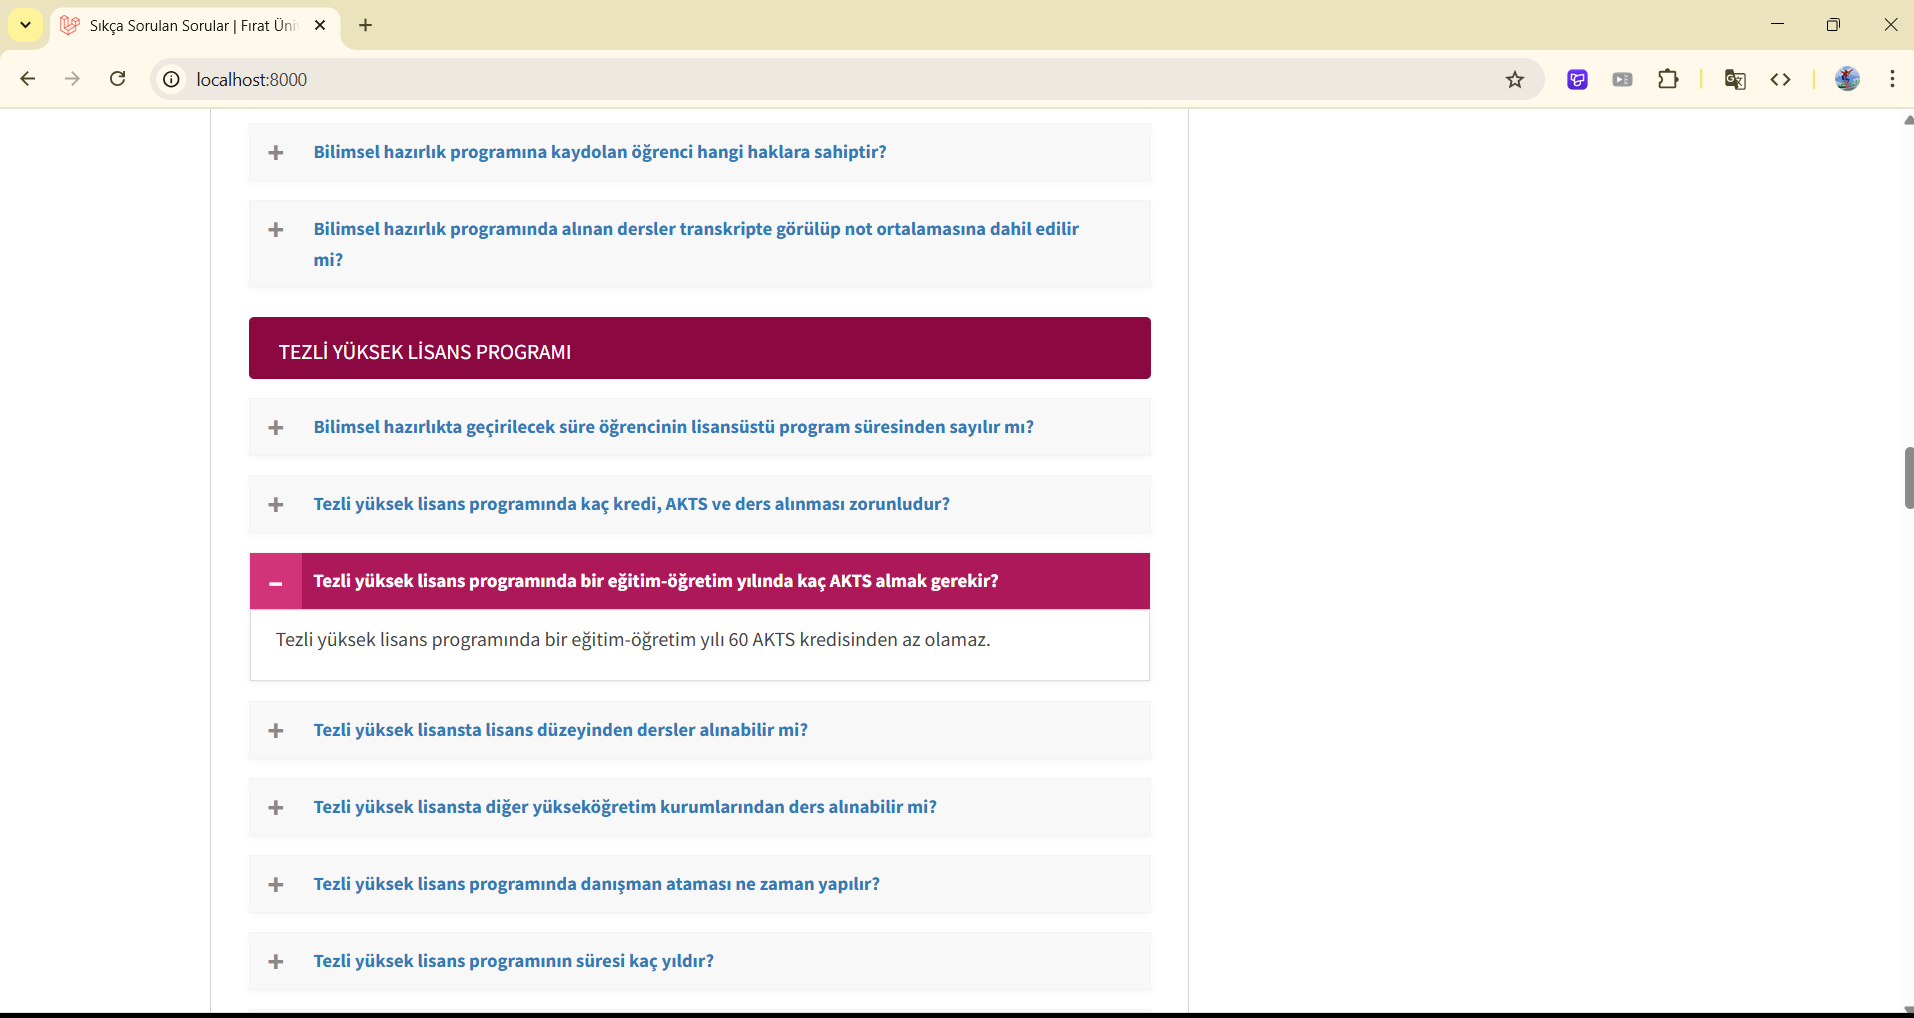 Sıkça Sorulan Sorular | Fırat Üni
localhost:8000
Bilimsel hazırlık programına kaydolan öğrenci hangi haklara sahiptir?
Bilimsel hazırlık programında alınan dersler transkripte görülüp not ortalamasına dahil edilir
mi?
TEZLİ YÜKSEK LİSANS PROGRAMI
Bilimsel hazırlıkta geçirilecek süre öğrencinin lisansüstü program süresinden sayılır mı?
Tezli yüksek lisans programında kaç kredi, AKTS ve ders alınması zorunludur?
Tezli yüksek lisans programında bir eğitim-öğretim yılında kaç AKTS almak gerekir?
Tezli yüksek lisans programında bir eğitim-öğretim yılı 60 AKTS kredisinden az olamaz.
Tezli yüksek lisansta lisans düzeyinden dersler alınabilir mi?
Tezli yüksek lisansta diğer yükseköğretim kurumlarından ders alınabilir mi?
Tezli yüksek lisans programında danışman ataması ne zaman yapılır?
Tezli yüksek lisans programının süresi kaç yıldır?